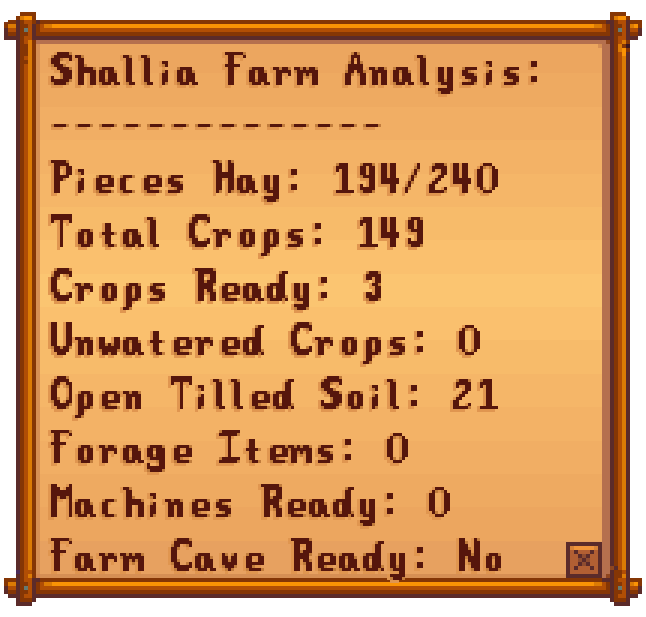 Shallia Farm Analysis:
--------------
Pieces Hay: 194/240
Total Crops: 149
Crops Ready: 3
Unwatered Crops: 0
Open Tilled Soil: 21
Forage Items: 0
Machines Ready: 0
Farm Cave Ready: No